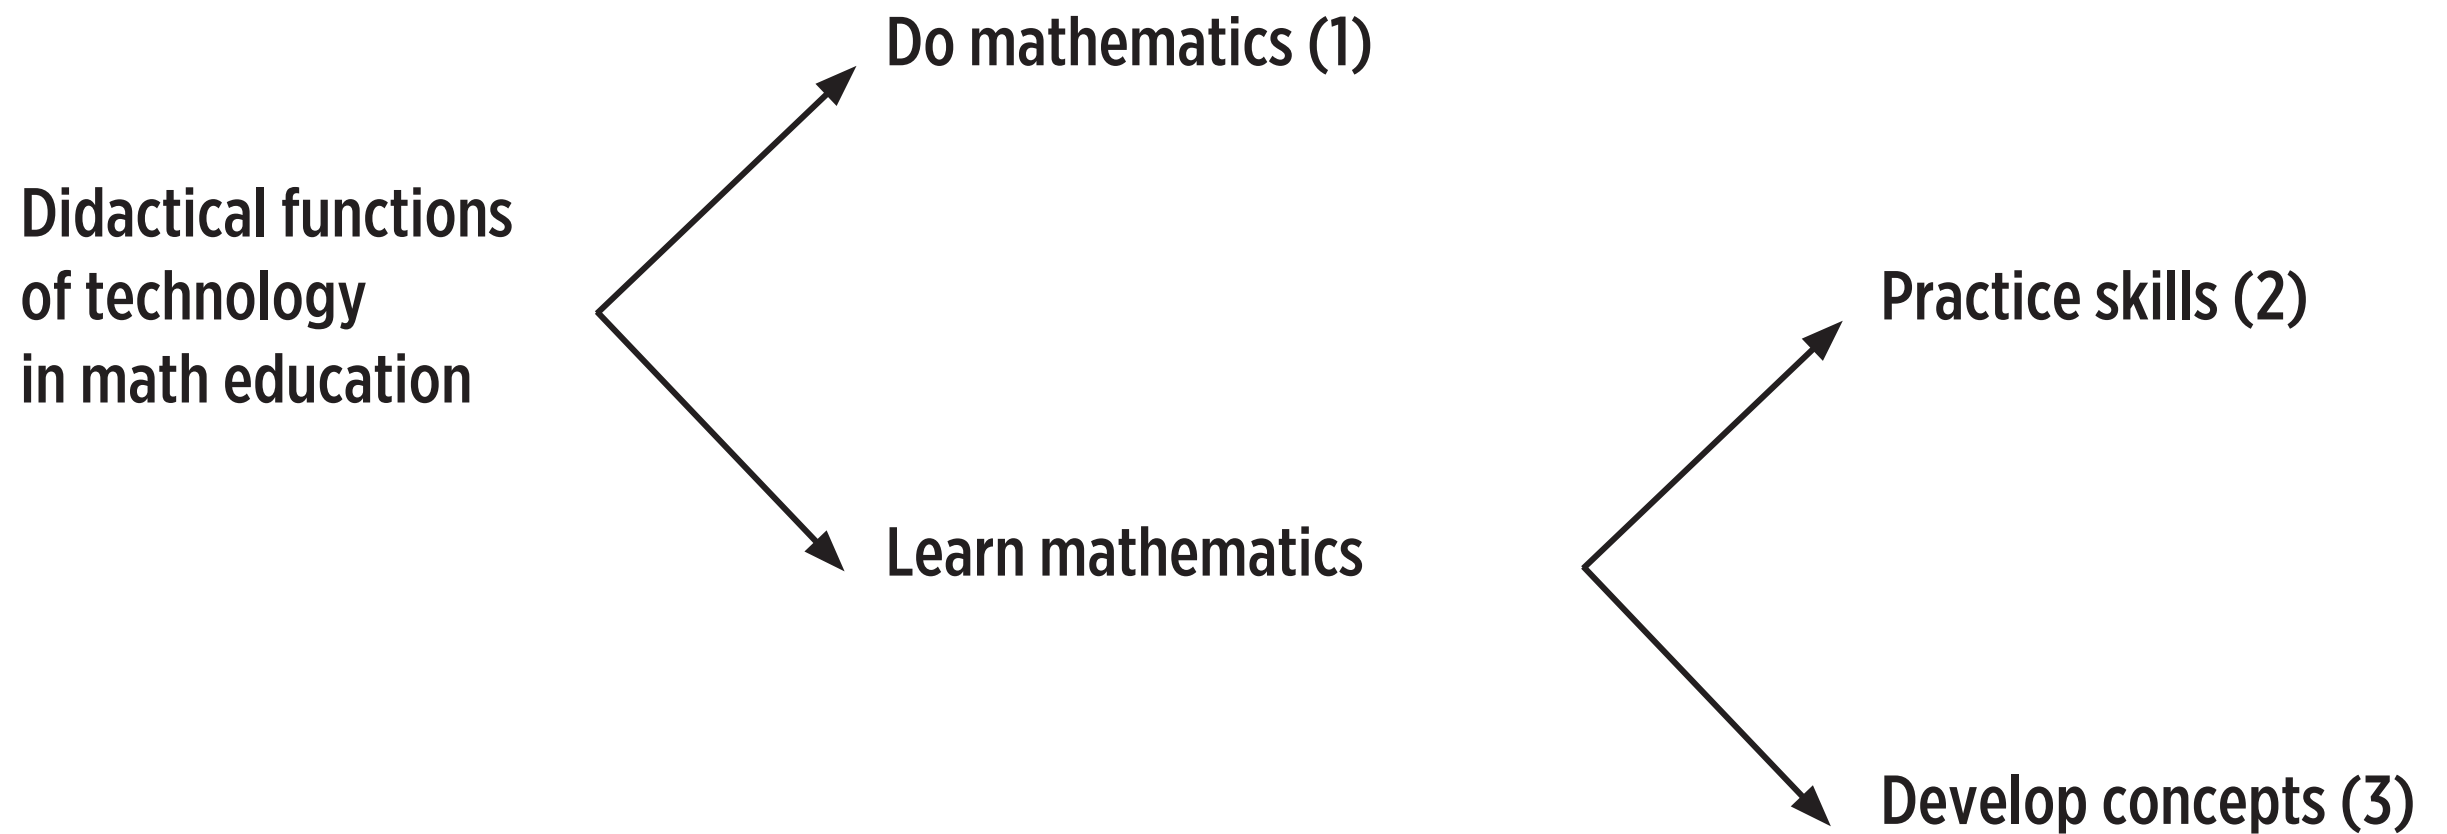 Do mathematics (1)
Didactical functions
of technology
in math education
Learn mathematics
Practice skills (2)
Develop concepts (3)